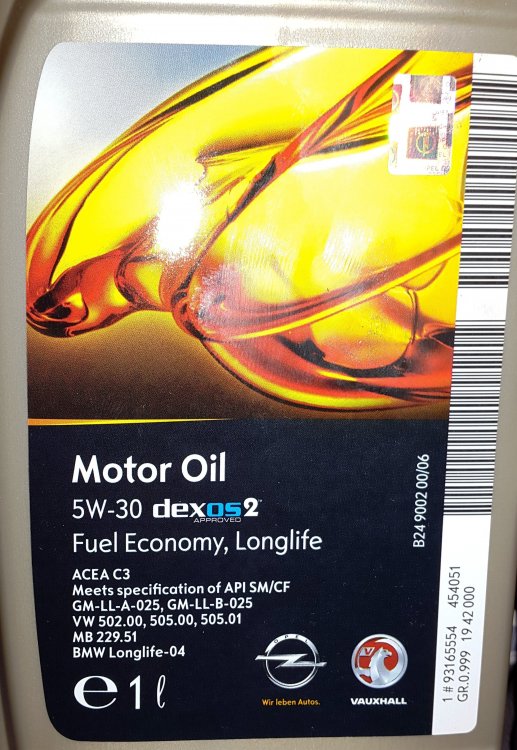 Motor Oil
5W-30 dexos2™
APPROVED
Fuel Economy, Longlife
ACEA C3
Meets specification of API SM/CF
GM-LL-A-025, GM-LL-B-025
VW 502.00, 505.00, 505.01
MB 229.51
BMW Longlife-04
℮ 1 ℓ
OPEL
Wir leben Autos.
VAUXHALL
B24 9002 00/06
1 # 93165554 454051
GR.0.999 19 42 000